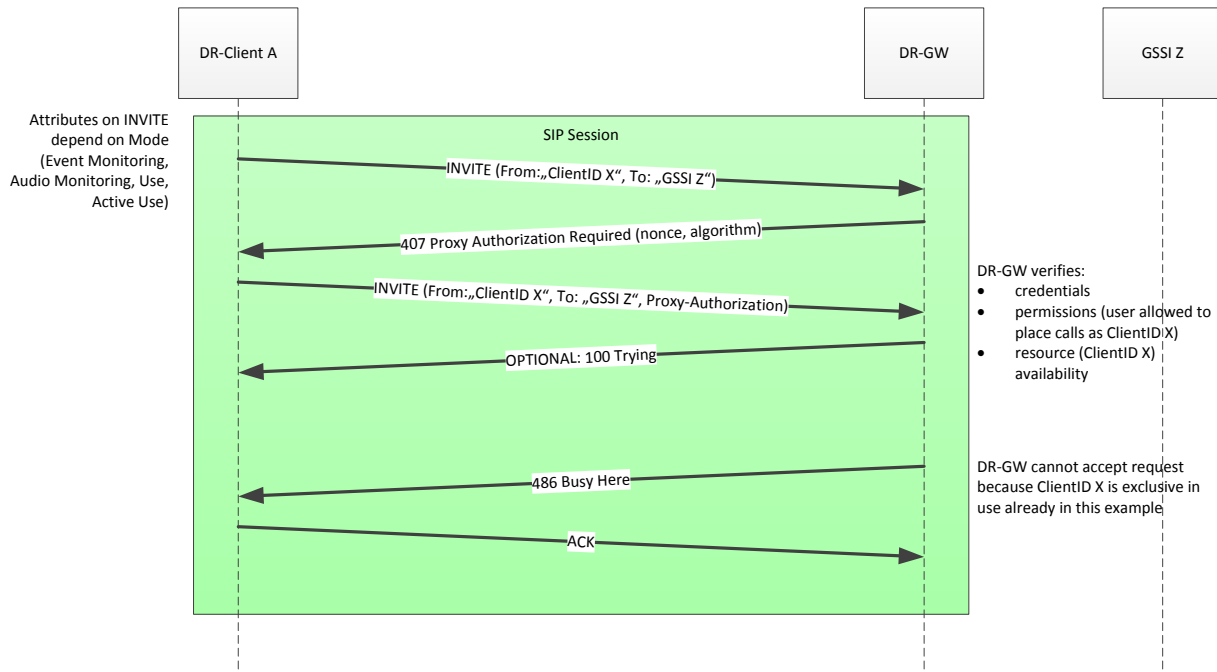 DR-Client A
DR-GW
GSSI Z
Attributes on INVITE
depend on Mode
(Event Monitoring,
Audio Monitoring, Use,
Active Use)
SIP Session
INVITE (From:„ClientID X“, To: „GSSI Z“)
407 Proxy Authorization Required (nonce, algorithm)
INVITE (From:„ClientID X“, To: „GSSI Z“, Proxy-Authorization)
DR-GW verifies:
• credentials
• permissions (user allowed to
place calls as ClientID X)
• resource (ClientID X)
availability
OPTIONAL: 100 Trying
486 Busy Here
DR-GW cannot accept request
because ClientID X is exclusive in
use already in this example
ACK